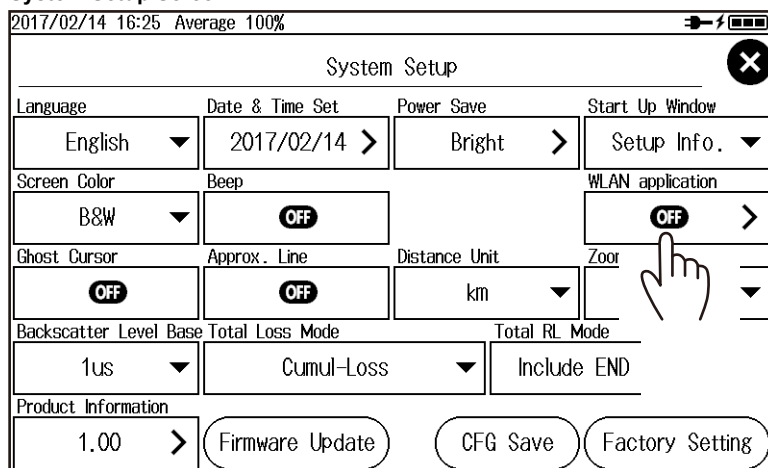 2017/02/14 16:25 Average 100%
System Setup
Language Date & Time Set Power Save Start Up Window
English 2017/02/14 Bright Setup Info.
Screen Color Beep WLAN application
B&W OFF OFF
Ghost Cursor Approx. Line Distance Unit
OFF OFF km
Backscatter Level Base Total Loss Mode Total RL Mode
1us Cumul-Loss Include END
Product Information
1.00 Firmware Update CFG Save Factory Setting